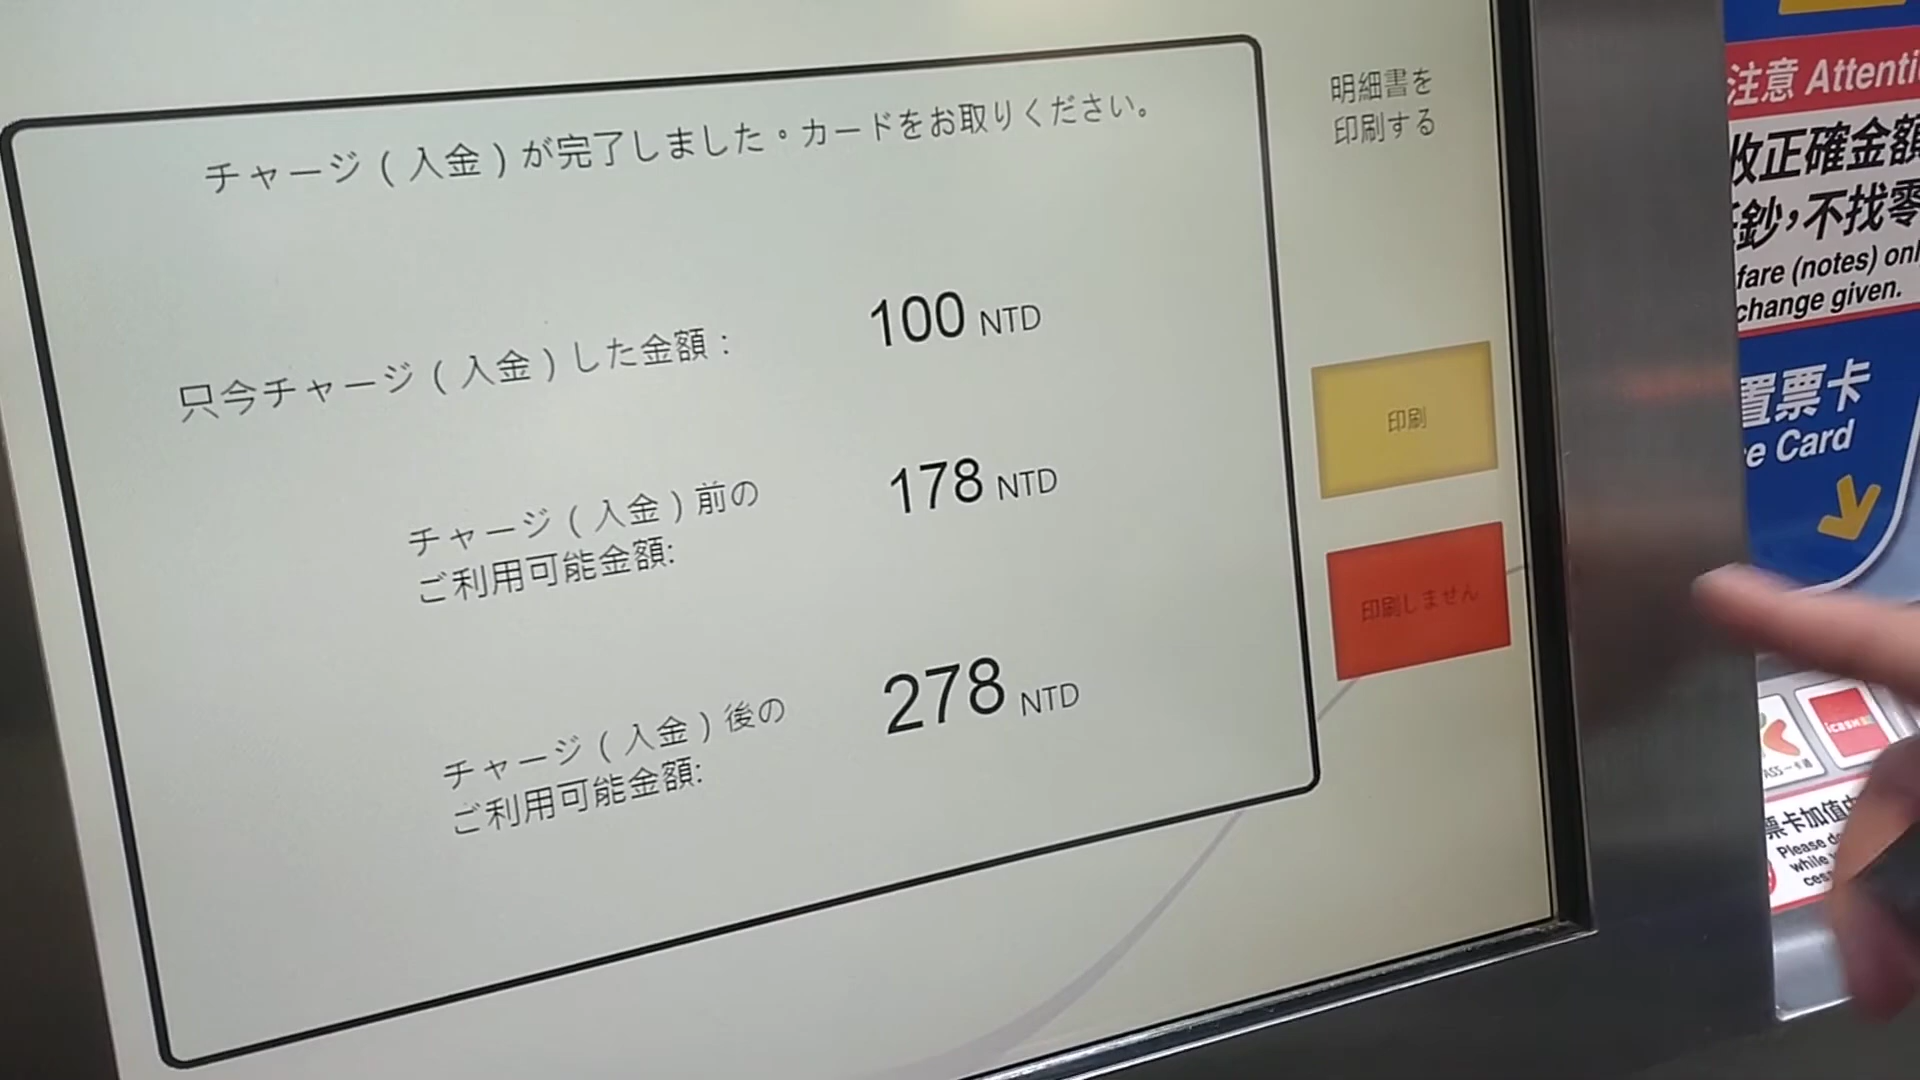 チャージ(入金)が完了しました。カードをお取りください。
只今チャージ(入金)した金額:
100 NTD
チャージ(入金)前の
ご利用可能金額:
178 NTD
チャージ(入金)後の
ご利用可能金額:
278 NTD
明細書を
印刷する
印刷
印刷しません
注意 Attenti
收正確金額
鈔,不找零
fare (notes) onl
change given.
置票卡
e Card
icash
票卡加值
Please d
while
ces